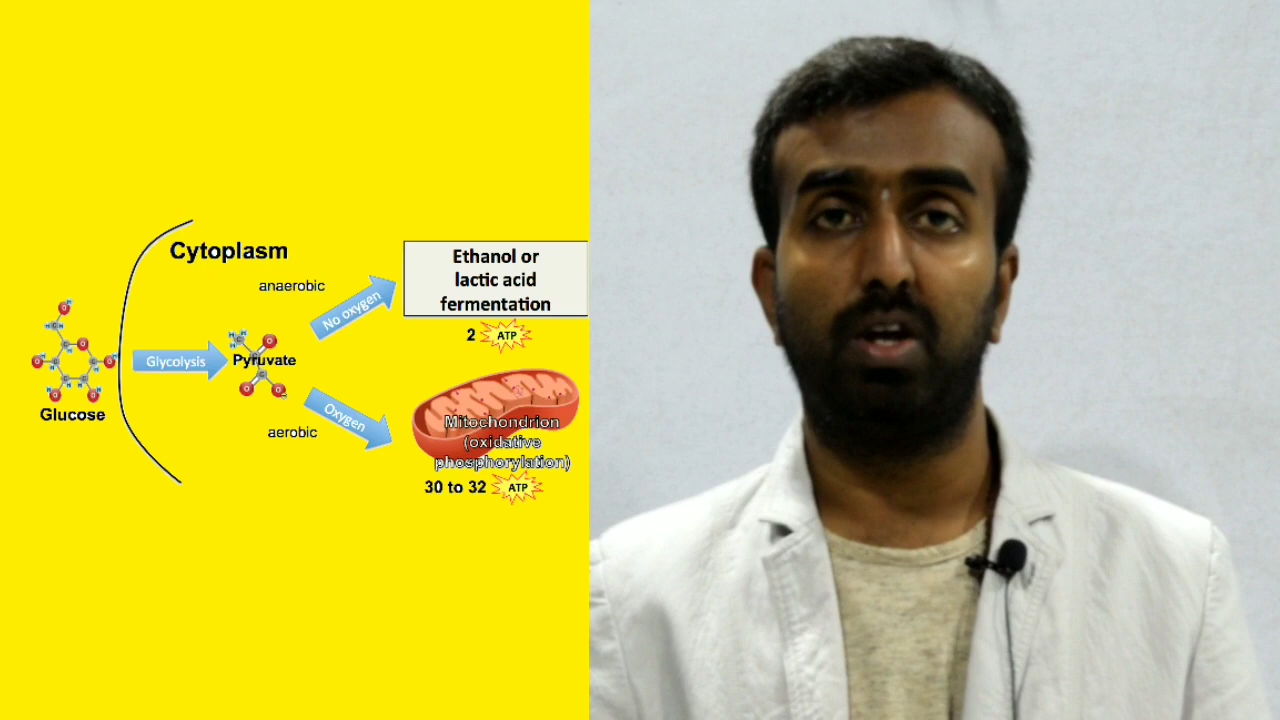 Cytoplasm
anaerobic
No oxygen
Ethanol or
lactic acid
fermentation
2 ATP
Glucose
Glycolysis
Pyruvate
aerobic
Oxygen
Mitochondrion
(oxidative
phosphorylation)
30 to 32 ATP